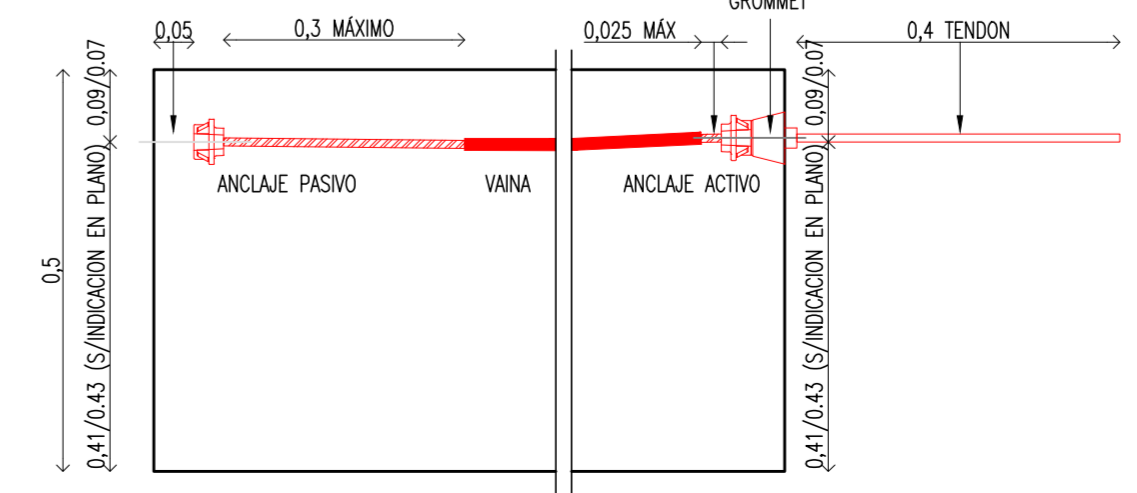 GROMMET
0,05
0,3 MÁXIMO
0,025 MÁX
0,4 TENDON
0,09/0.07
0,09/0.07
ANCLAJE PASIVO
VAINA
ANCLAJE ACTIVO
0,5
0,41/0.43 (S/INDICACION EN PLANO)
0,41/0.43 (S/INDICACION EN PLANO)